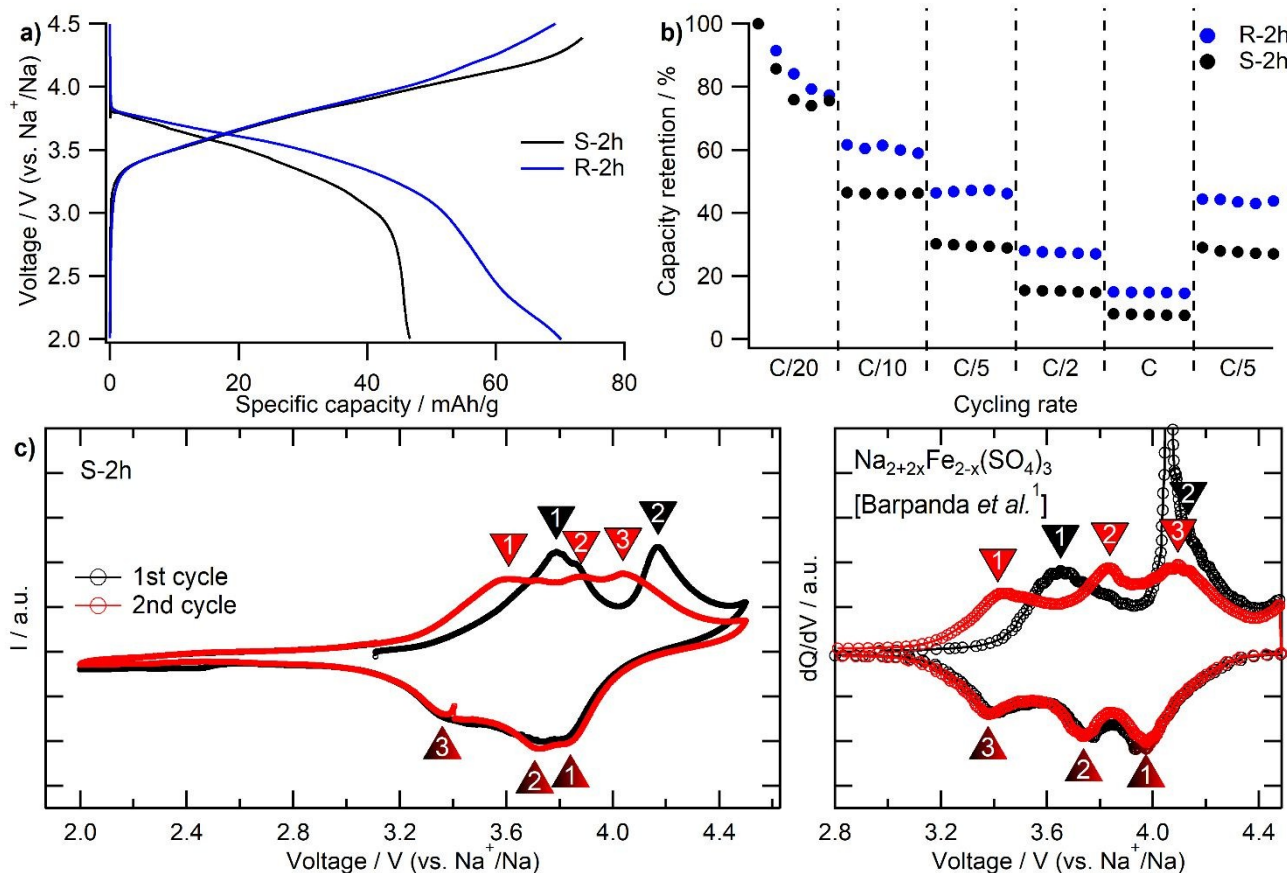 a)
4.5
4.0
3.5
3.0
2.5
2.0
Voltage / V (vs. Na⁺/Na)
S-2h
R-2h
0
20
40
60
80
Specific capacity / mAh/g
b)
100
80
60
40
20
0
Capacity retention / %
R-2h
S-2h
C/20
C/10
C/5
C/2
C
C/5
Cycling rate
c)
S-2h
1st cycle
2nd cycle
I / a.u.
1
1
2
2
3
3
2
1
2.0
2.4
2.8
3.2
3.6
4.0
4.4
Voltage / V (vs. Na⁺/Na)
Na₂₊₂ₓFe₂₋ₓ(SO₄)₃
[Barpanda et al.¹]
dQ/dV / a.u.
1
1
2
2
3
3
2
1
2.8
3.2
3.6
4.0
4.4
Voltage / V (vs. Na⁺/Na)